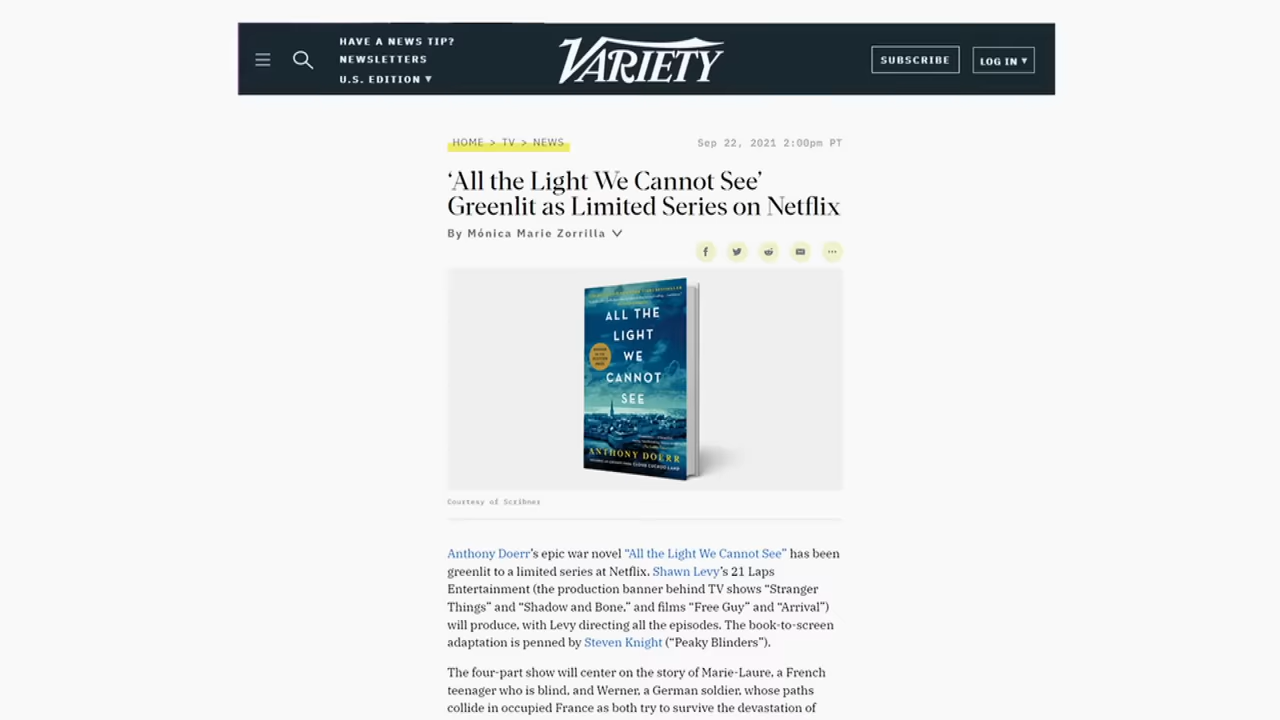 HAVE A NEWS TIP?
NEWSLETTERS
U.S. EDITION ▼
VARIETY
SUBSCRIBE
LOG IN ▼
HOME > TV > NEWS
Sep 22, 2021 2:00pm PT
‘All the Light We Cannot See’
Greenlit as Limited Series on Netflix
By Mónica Marie Zorrilla
ALL THE
LIGHT
WE
CANNOT
SEE
ANTHONY DOERR
Courtesy of Scribner
Anthony Doerr’s epic war novel “All the Light We Cannot See” has been
greenlit to a limited series at Netflix. Shawn Levy’s 21 Laps
Entertainment (the production banner behind TV shows “Stranger
Things” and “Shadow and Bone,” and films “Free Guy” and “Arrival”)
will produce, with Levy directing all the episodes. The book-to-screen
adaptation is penned by Steven Knight (“Peaky Blinders”).
The four-part show will center on the story of Marie-Laure, a French
teenager who is blind, and Werner, a German soldier, whose paths
collide in occupied France as both try to survive the devastation of